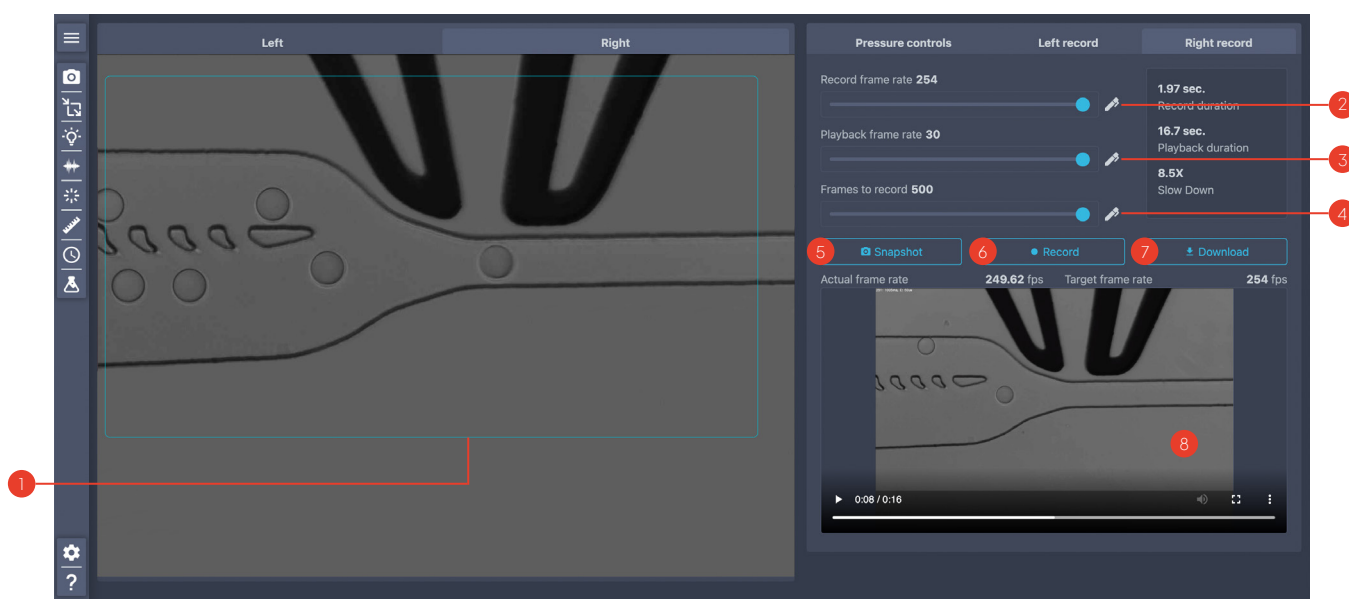 Left
Right
Pressure controls
Left record
Right record
Record frame rate 254
1.97 sec.
Record duration
2
Playback frame rate 30
16.7 sec.
Playback duration
3
8.5X
Slow Down
Frames to record 500
4
5
Snapshot
6
Record
7
Download
Actual frame rate
249.62 fps
Target frame rate
254 fps
8
1
0:08 / 0:16
?